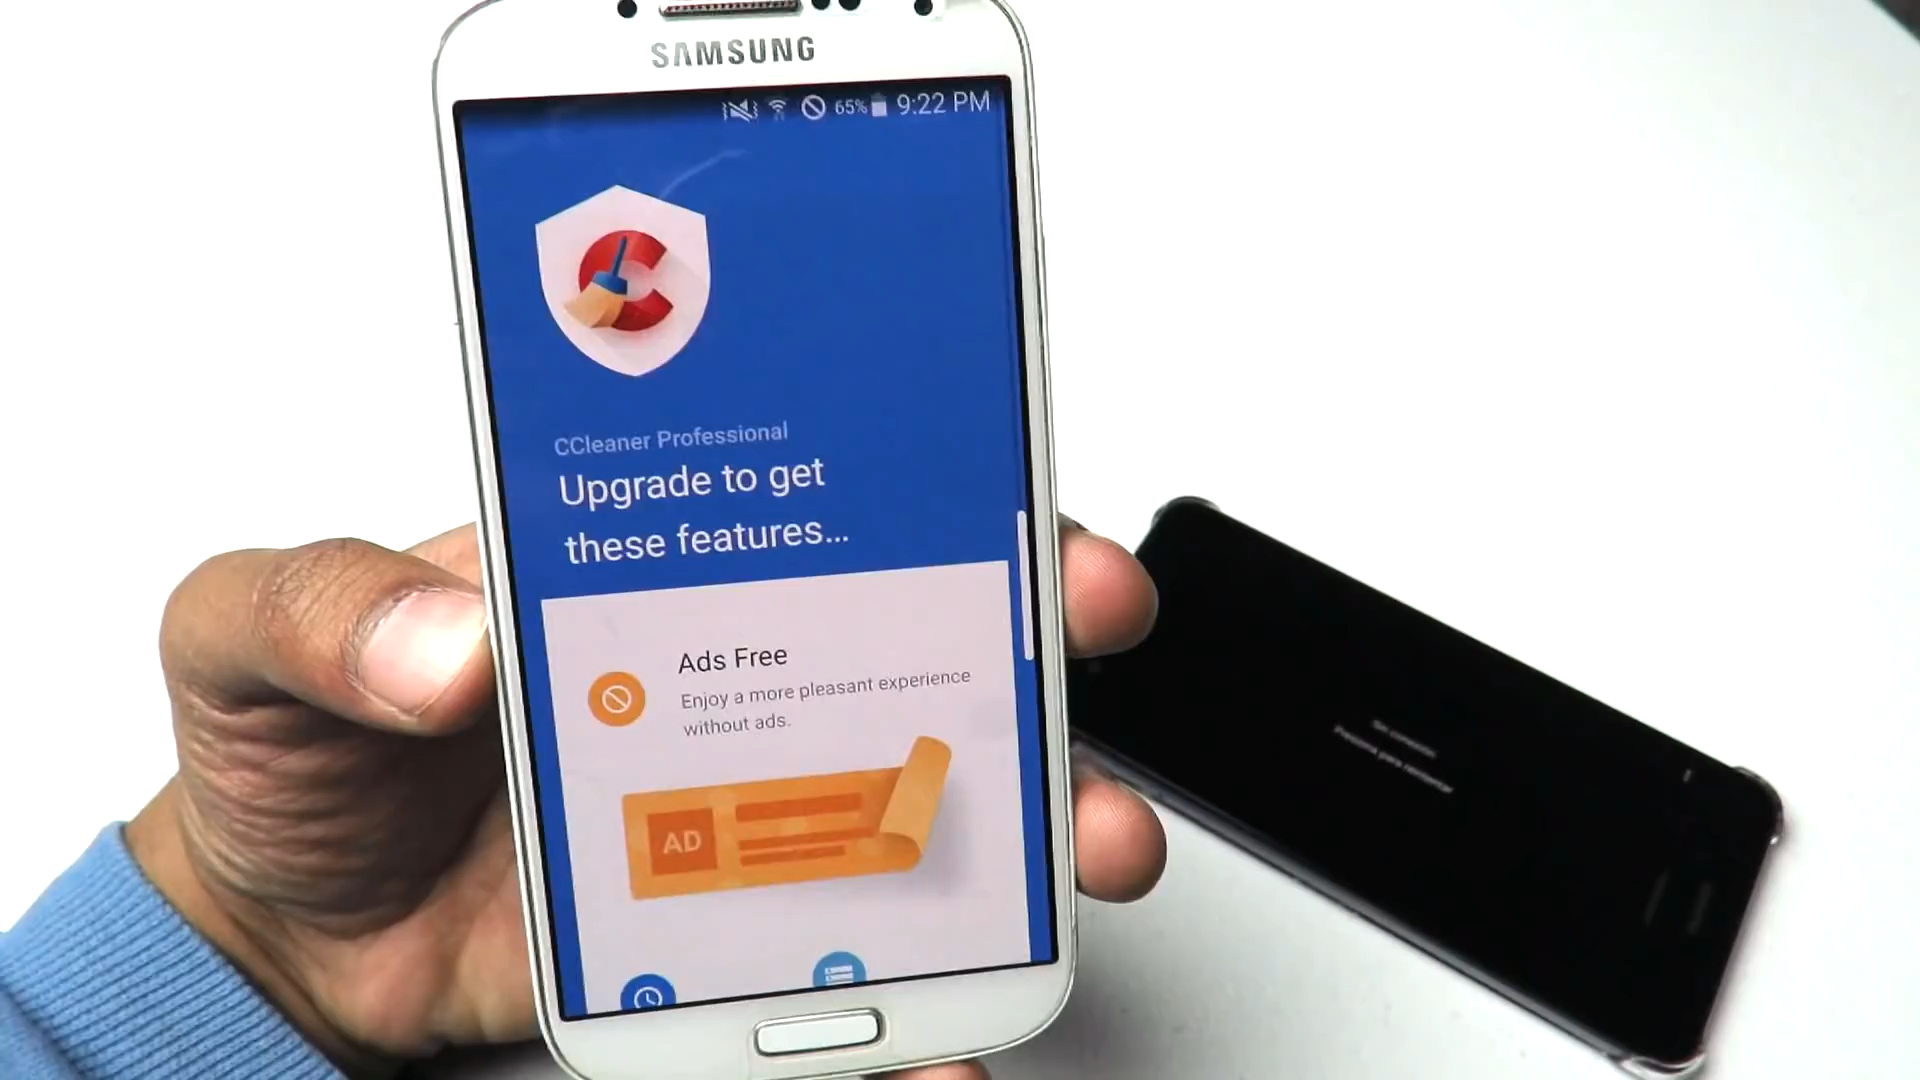 SAMSUNG
65% 9:22 PM
CCleaner Professional
Upgrade to get
these features...
Ads Free
Enjoy a more pleasant experience
without ads.
AD